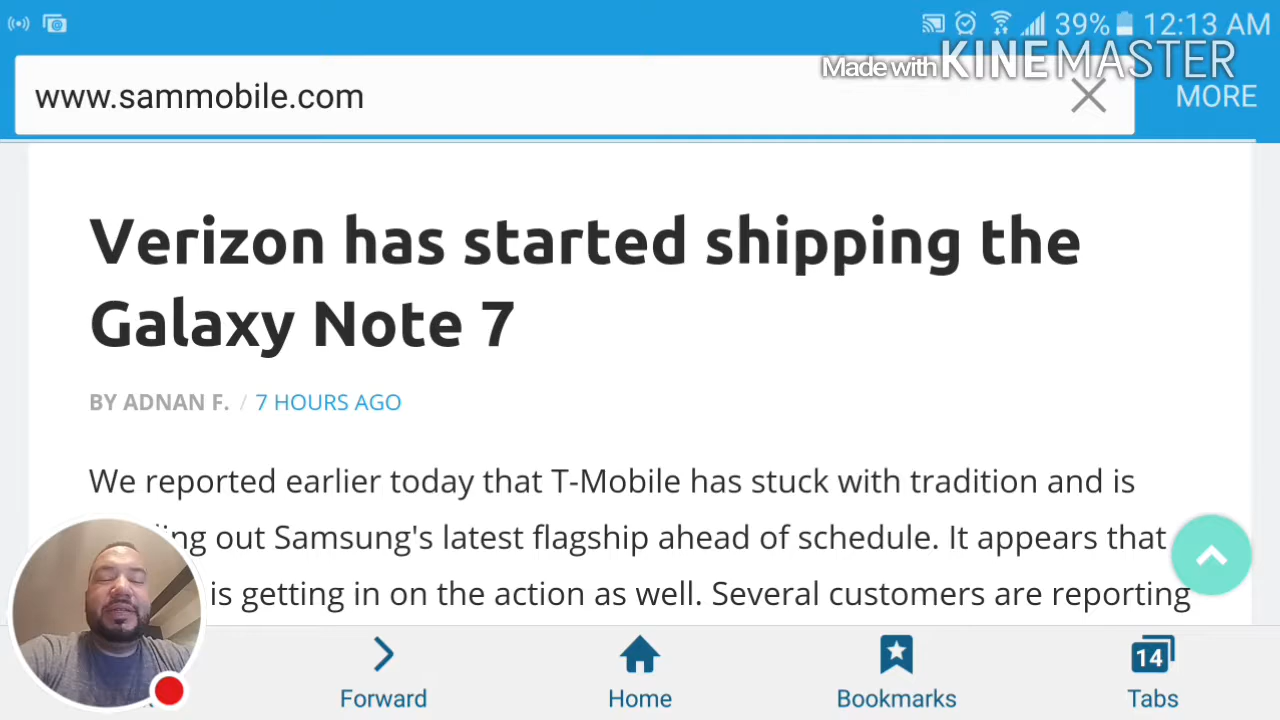 39% 12:13 AM
Made with KINEMASTER
www.sammobile.com
MORE
Verizon has started shipping the
Galaxy Note 7
BY ADNAN F. / 7 HOURS AGO
We reported earlier today that T-Mobile has stuck with tradition and is
out Samsung's latest flagship ahead of schedule. It appears that
is getting in on the action as well. Several customers are reporting
Forward
Home
Bookmarks
14
Tabs